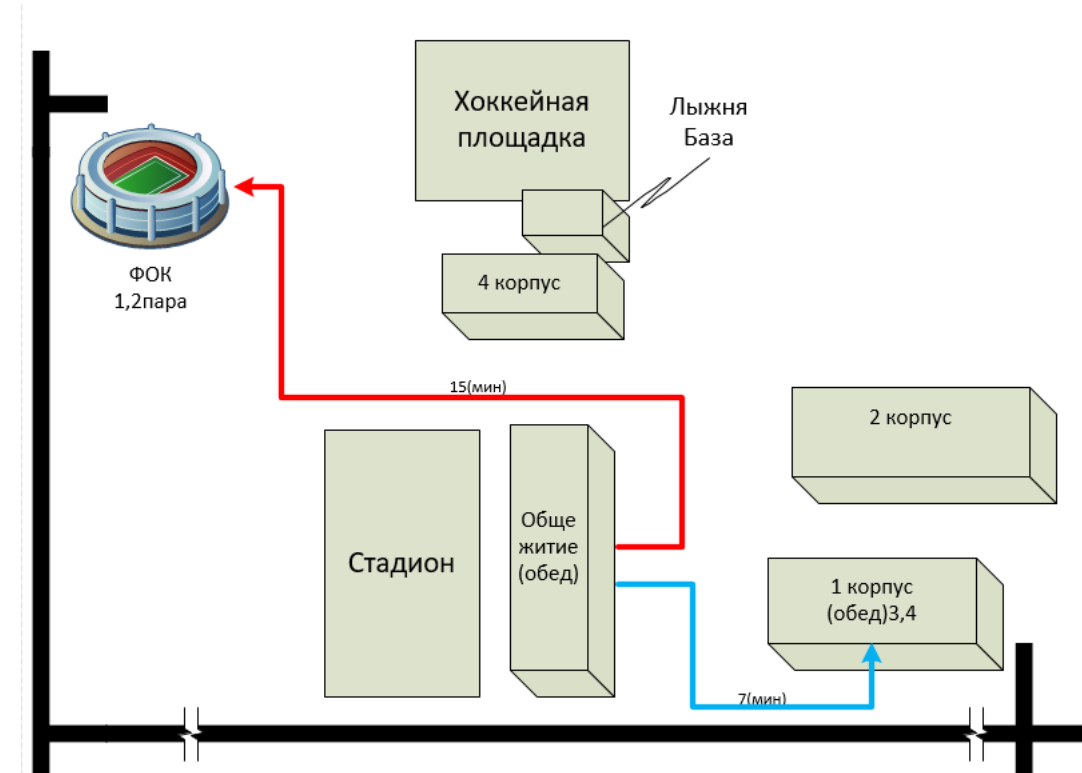 Хоккейная
площадка
Лыжня
База
ФОК
1,2пара
4 корпус
15(мин)
2 корпус
Стадион
Обще
житие
(обед)
1 корпус
(обед)3,4
7(мин)